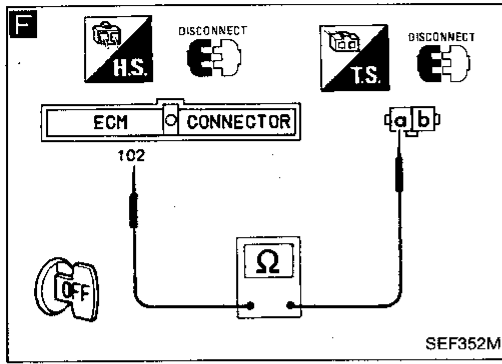 F
DISCONNECT
H.S.
DISCONNECT
T.S.
ECM CONNECTOR
a b
102
Ω
OFF
SEF352M